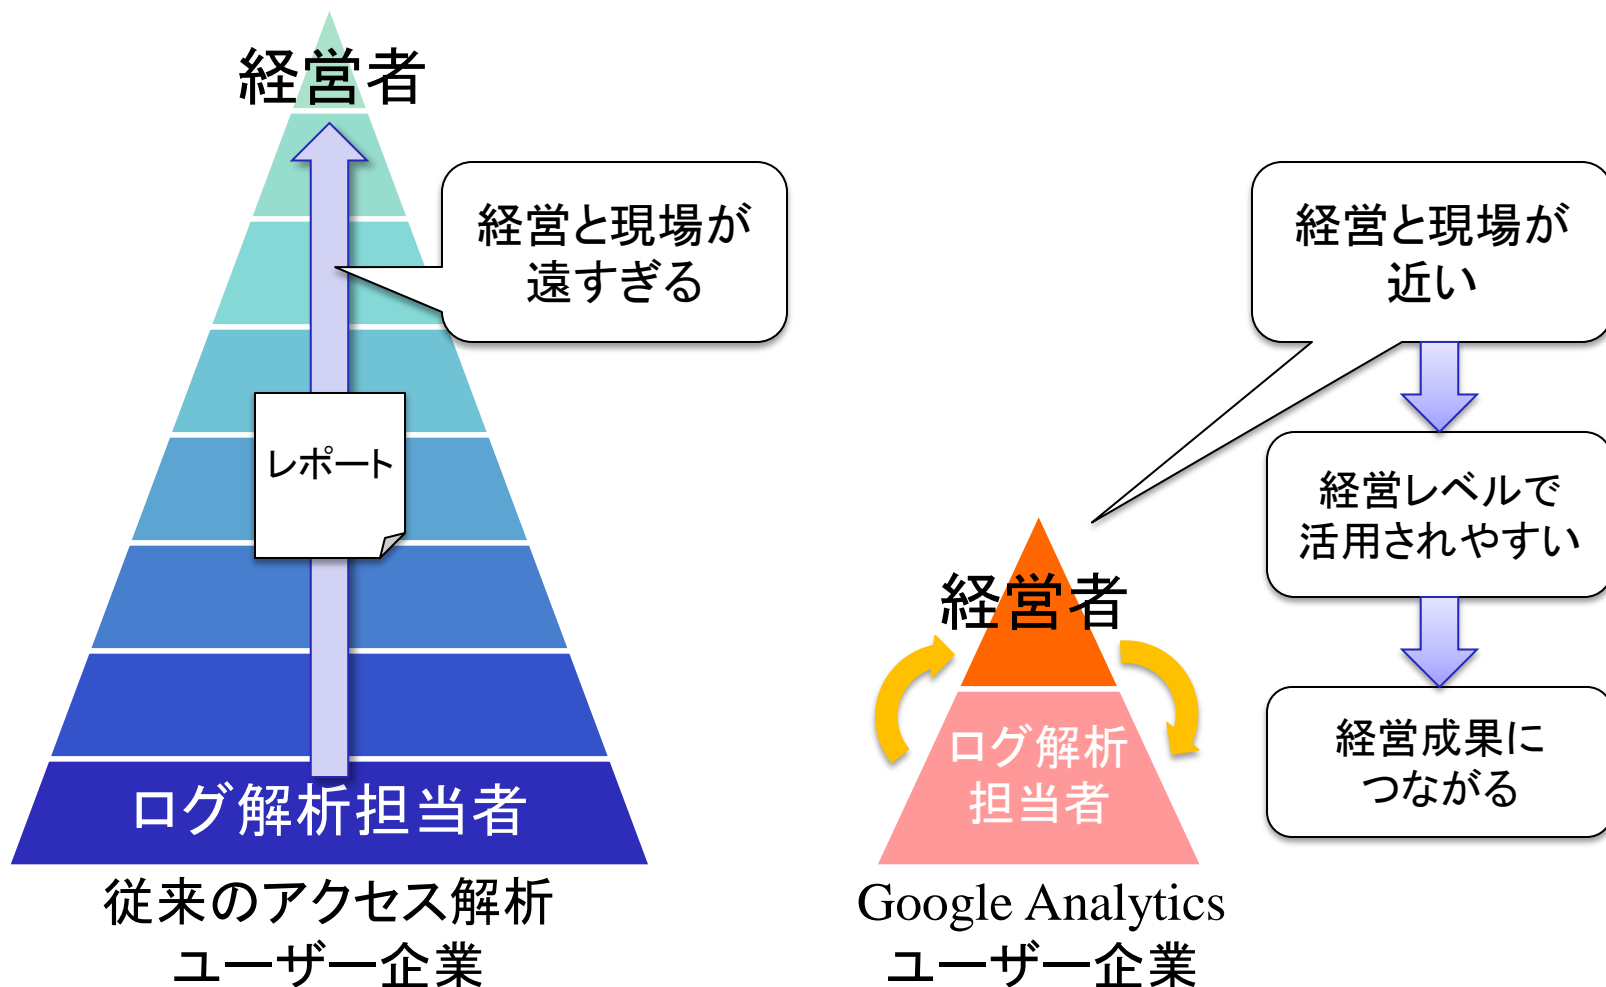 経営者
経営と現場が
遠すぎる
レポート
ログ解析担当者
従来のアクセス解析
ユーザー企業
経営と現場が
近い
経営レベルで
活用されやすい
経営成果に
つながる
経営者
ログ解析
担当者
Google Analytics
ユーザー企業